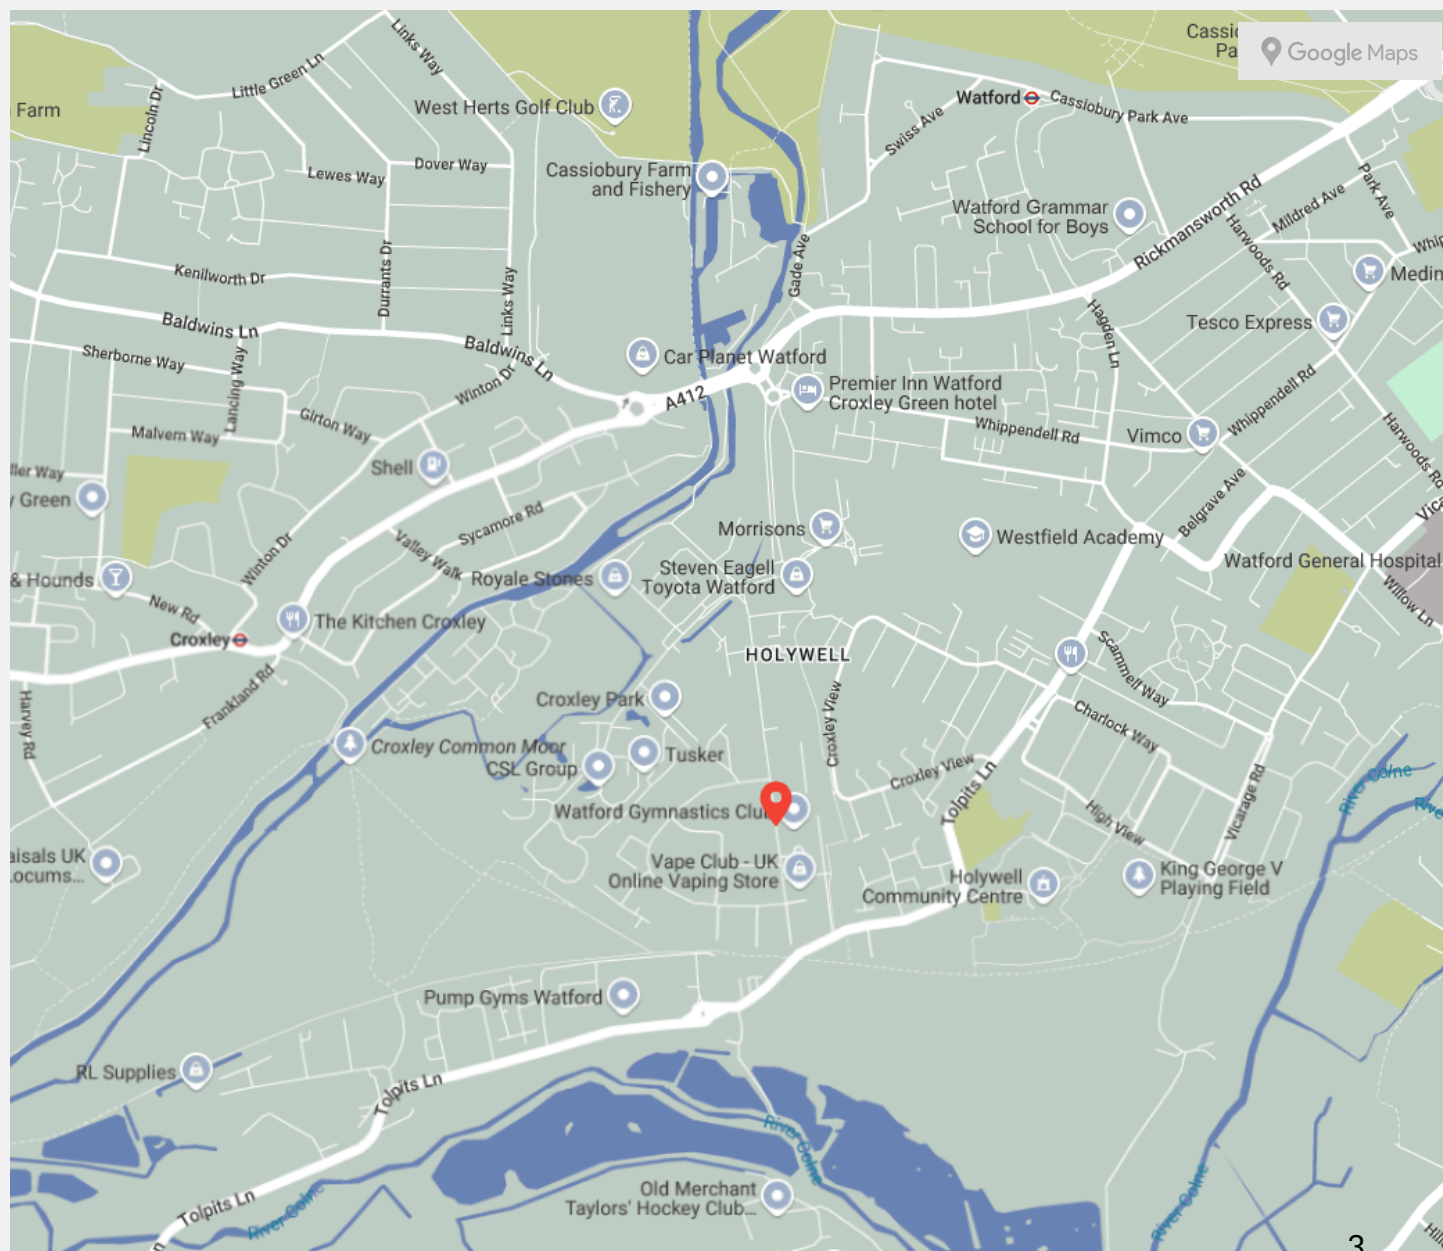 Cassi
Pa
Google Maps
Links Way
Little Green Ln
Farm
Lincoln Dr
West Herts Golf Club
Watford
Cassiobury Park Ave
Swiss Ave
Lewes Way
Dover Way
Cassiobury Farm
and Fishery
Park Ave
Mildred Ave
Watford Grammar
School for Boys
Rickmansworth Rd
Harwoods Rd
Whip
Gade Ave
Kenilworth Dr
Durrants Dr
Links Way
Medin
Baldwins Ln
Tesco Express
Hagden Ln
Sherborne Way
Lancing Way
Baldwins Ln
Winton Dr
Car Planet Watford
A412
Premier Inn Watford
Croxley Green hotel
Whippendell Rd
Girton Way
Malvern Way
Whippendell Rd
Vimco
Harwoods Rd
ller Way
Shell
y Green
Sycamore Rd
Belgrave Ave
Vica
Morrisons
Westfield Academy
Winton Dr
Valley Walk
Royale Stones
Steven Eagell
Toyota Watford
Watford General Hospital
Willow Ln
& Hounds
New Rd
The Kitchen Croxley
Croxley
HOLYWELL
Scammell Way
Frankland Rd
Harvey Rd
Croxley Park
Croxley View
Charlock Way
Croxley Common Moor
CSL Group
Tusker
Croxley View
Tolpits Ln
Vicarage Rd
River Colne
Rive
Watford Gymnastics Clu
High View
aisals UK
ocums...
Vape Club - UK
Online Vaping Store
Holywell
Community Centre
King George V
Playing Field
Pump Gyms Watford
RL Supplies
Tolpits Ln
River Colne
Old Merchant
Taylors' Hockey Club...
Tolpits Ln
River Colne
River Colne
3